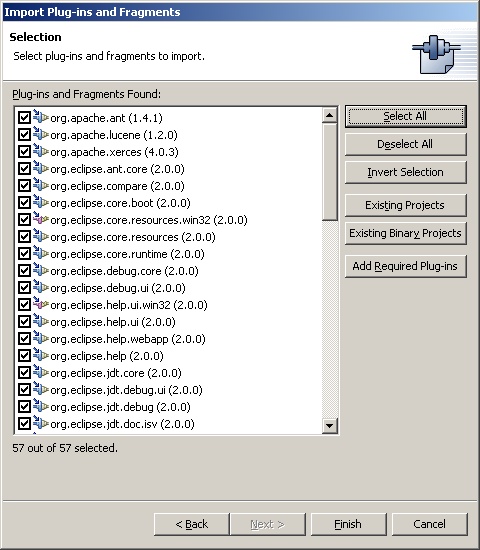 Import Plug-ins and Fragments
Selection
Select plug-ins and fragments to import.
Plug-ins and Fragments Found:
org.apache.ant (1.4.1)
org.apache.lucene (1.2.0)
org.apache.xerces (4.0.3)
org.eclipse.ant.core (2.0.0)
org.eclipse.compare (2.0.0)
org.eclipse.core.boot (2.0.0)
org.eclipse.core.resources.win32 (2.0.0)
org.eclipse.core.resources (2.0.0)
org.eclipse.core.runtime (2.0.0)
org.eclipse.debug.core (2.0.0)
org.eclipse.debug.ui (2.0.0)
org.eclipse.help.ui.win32 (2.0.0)
org.eclipse.help.ui (2.0.0)
org.eclipse.help.webapp (2.0.0)
org.eclipse.help (2.0.0)
org.eclipse.jdt.core (2.0.0)
org.eclipse.jdt.debug.ui (2.0.0)
org.eclipse.jdt.debug (2.0.0)
org.eclipse.jdt.doc.isv (2.0.0)
Select All
Deselect All
Invert Selection
Existing Projects
Existing Binary Projects
Add Required Plug-ins
57 out of 57 selected.
< Back
Next >
Finish
Cancel